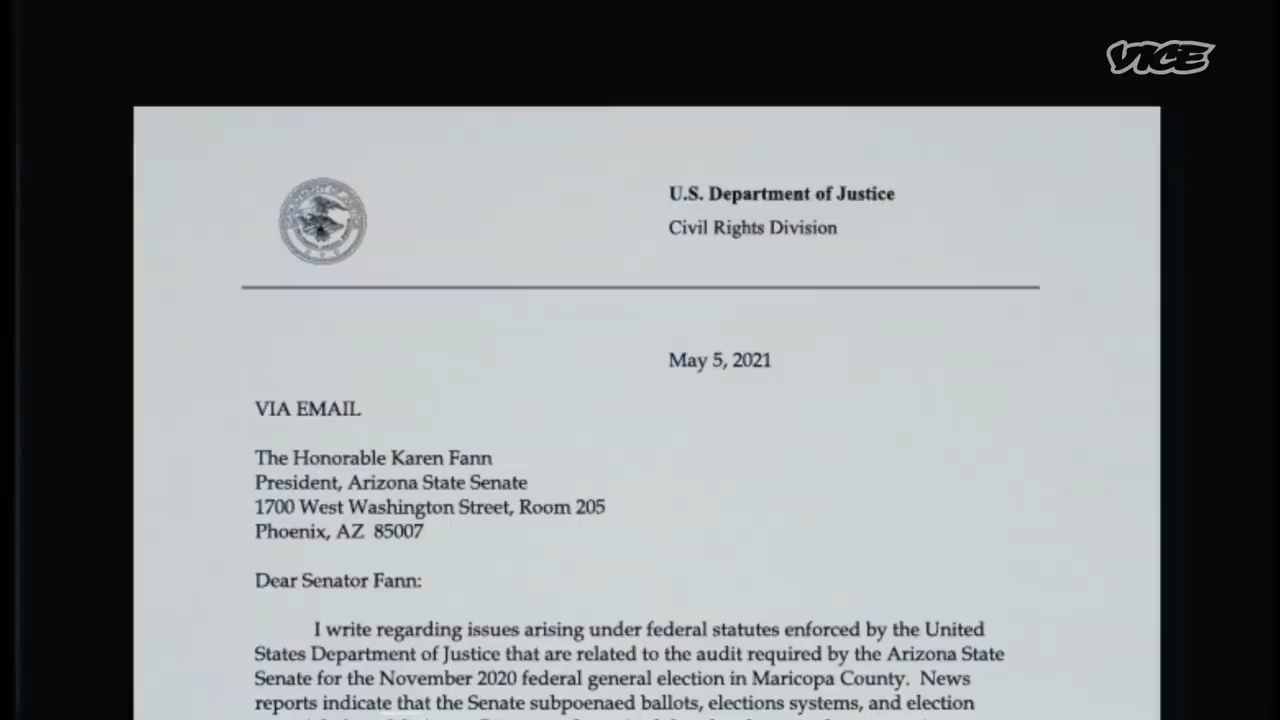 VICE
U.S. Department of Justice
Civil Rights Division
May 5, 2021
VIA EMAIL
The Honorable Karen Fann
President, Arizona State Senate
1700 West Washington Street, Room 205
Phoenix, AZ 85007
Dear Senator Fann:
I write regarding issues arising under federal statutes enforced by the United
States Department of Justice that are related to the audit required by the Arizona State
Senate for the November 2020 federal general election in Maricopa County. News
reports indicate that the Senate subpoenaed ballots, elections systems, and election